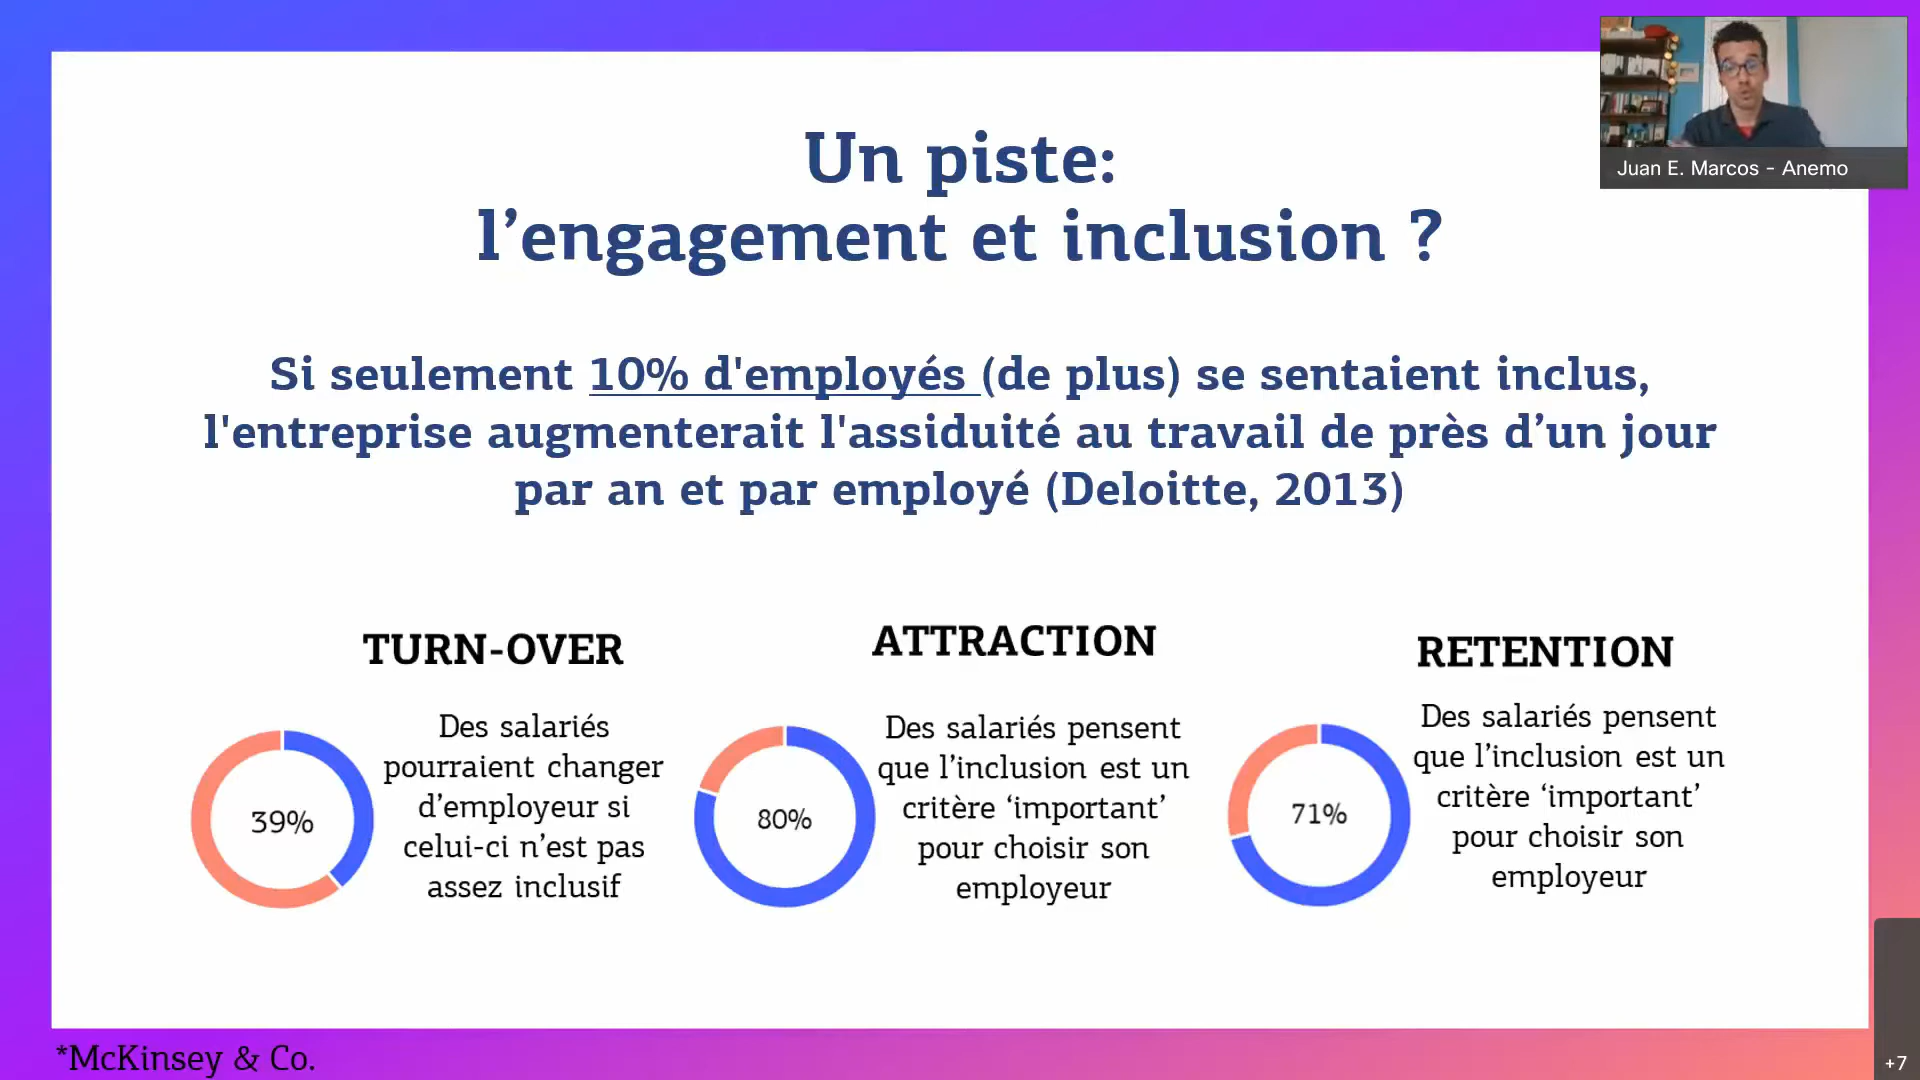 Un piste:
l’engagement et inclusion ?
Juan E. Marcos - Anemo
Si seulement 10% d'employés (de plus) se sentaient inclus,
l'entreprise augmenterait l'assiduité au travail de près d’un jour
par an et par employé (Deloitte, 2013)
TURN-OVER
39%
Des salariés
pourraient changer
d’employeur si
celui-ci n’est pas
assez inclusif
ATTRACTION
80%
Des salariés pensent
que l’inclusion est un
critère ‘important’
pour choisir son
employeur
RETENTION
71%
Des salariés pensent
que l’inclusion est un
critère ‘important’
pour choisir son
employeur
*McKinsey & Co.
+7